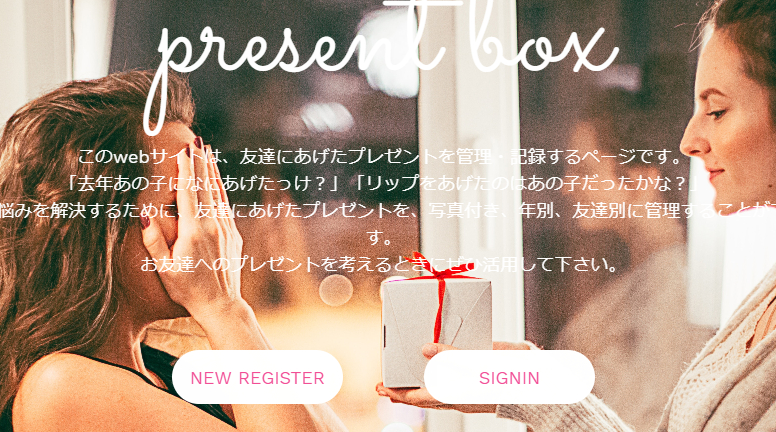 present box
このwebサイトは、友達にあげたプレゼントを管理・記録するページです。
「去年あの子になにあげたっけ？」「リップをあげたのはあの子だったかな？」
悩みを解決するために、友達にあげたプレゼントを、写真付き、年別、友達別に管理することがで
す。
お友達へのプレゼントを考えるときにぜひ活用して下さい。
NEW REGISTER
SIGNIN